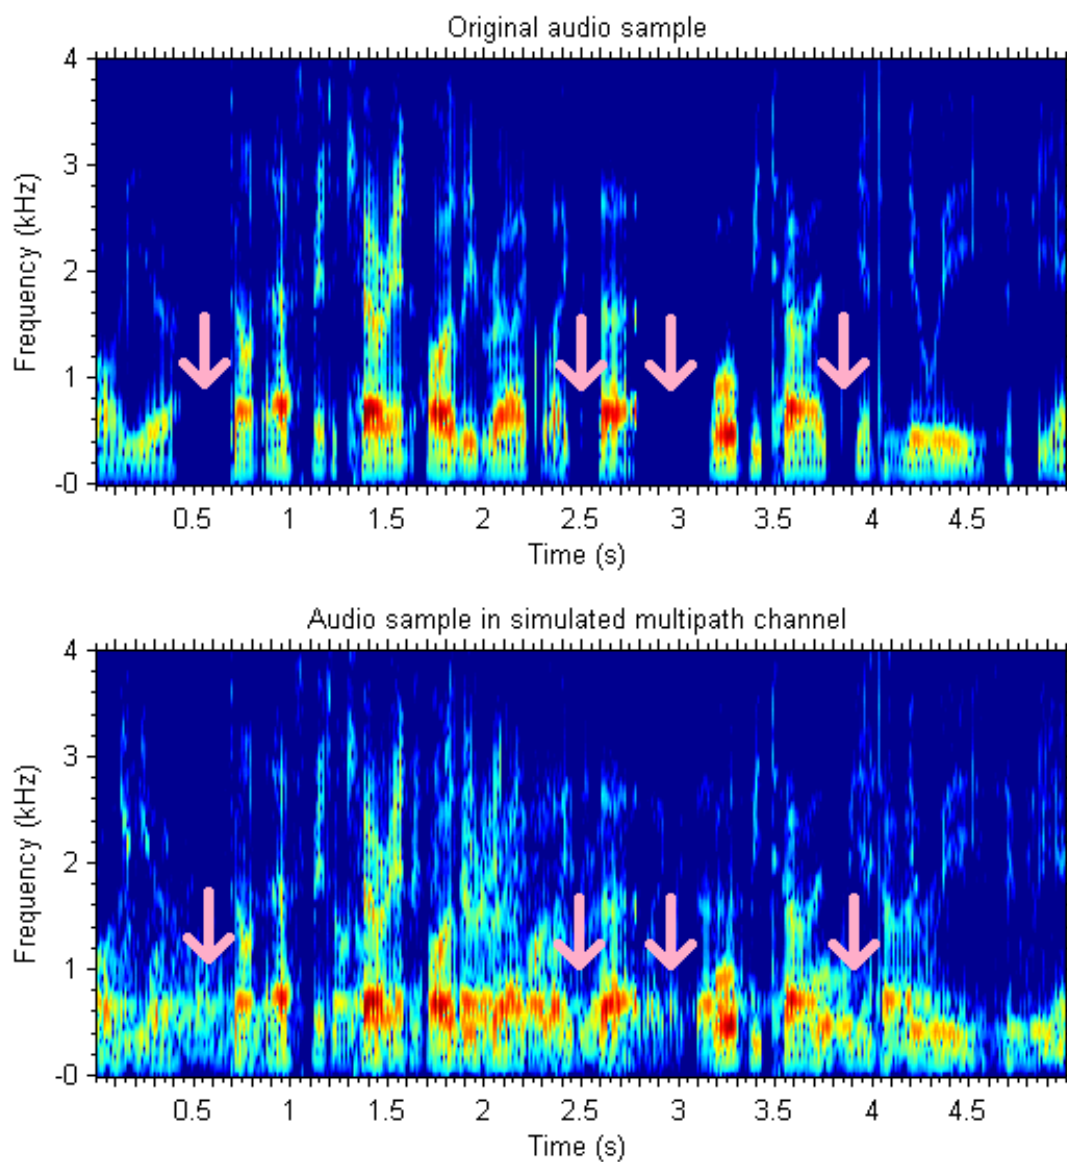 Original audio sample
4
3
2
1
-0
Frequency (kHz)
0.5 1 1.5 2 2.5 3 3.5 4 4.5
Time (s)
Audio sample in simulated multipath channel
4
3
2
1
-0
Frequency (kHz)
0.5 1 1.5 2 2.5 3 3.5 4 4.5
Time (s)